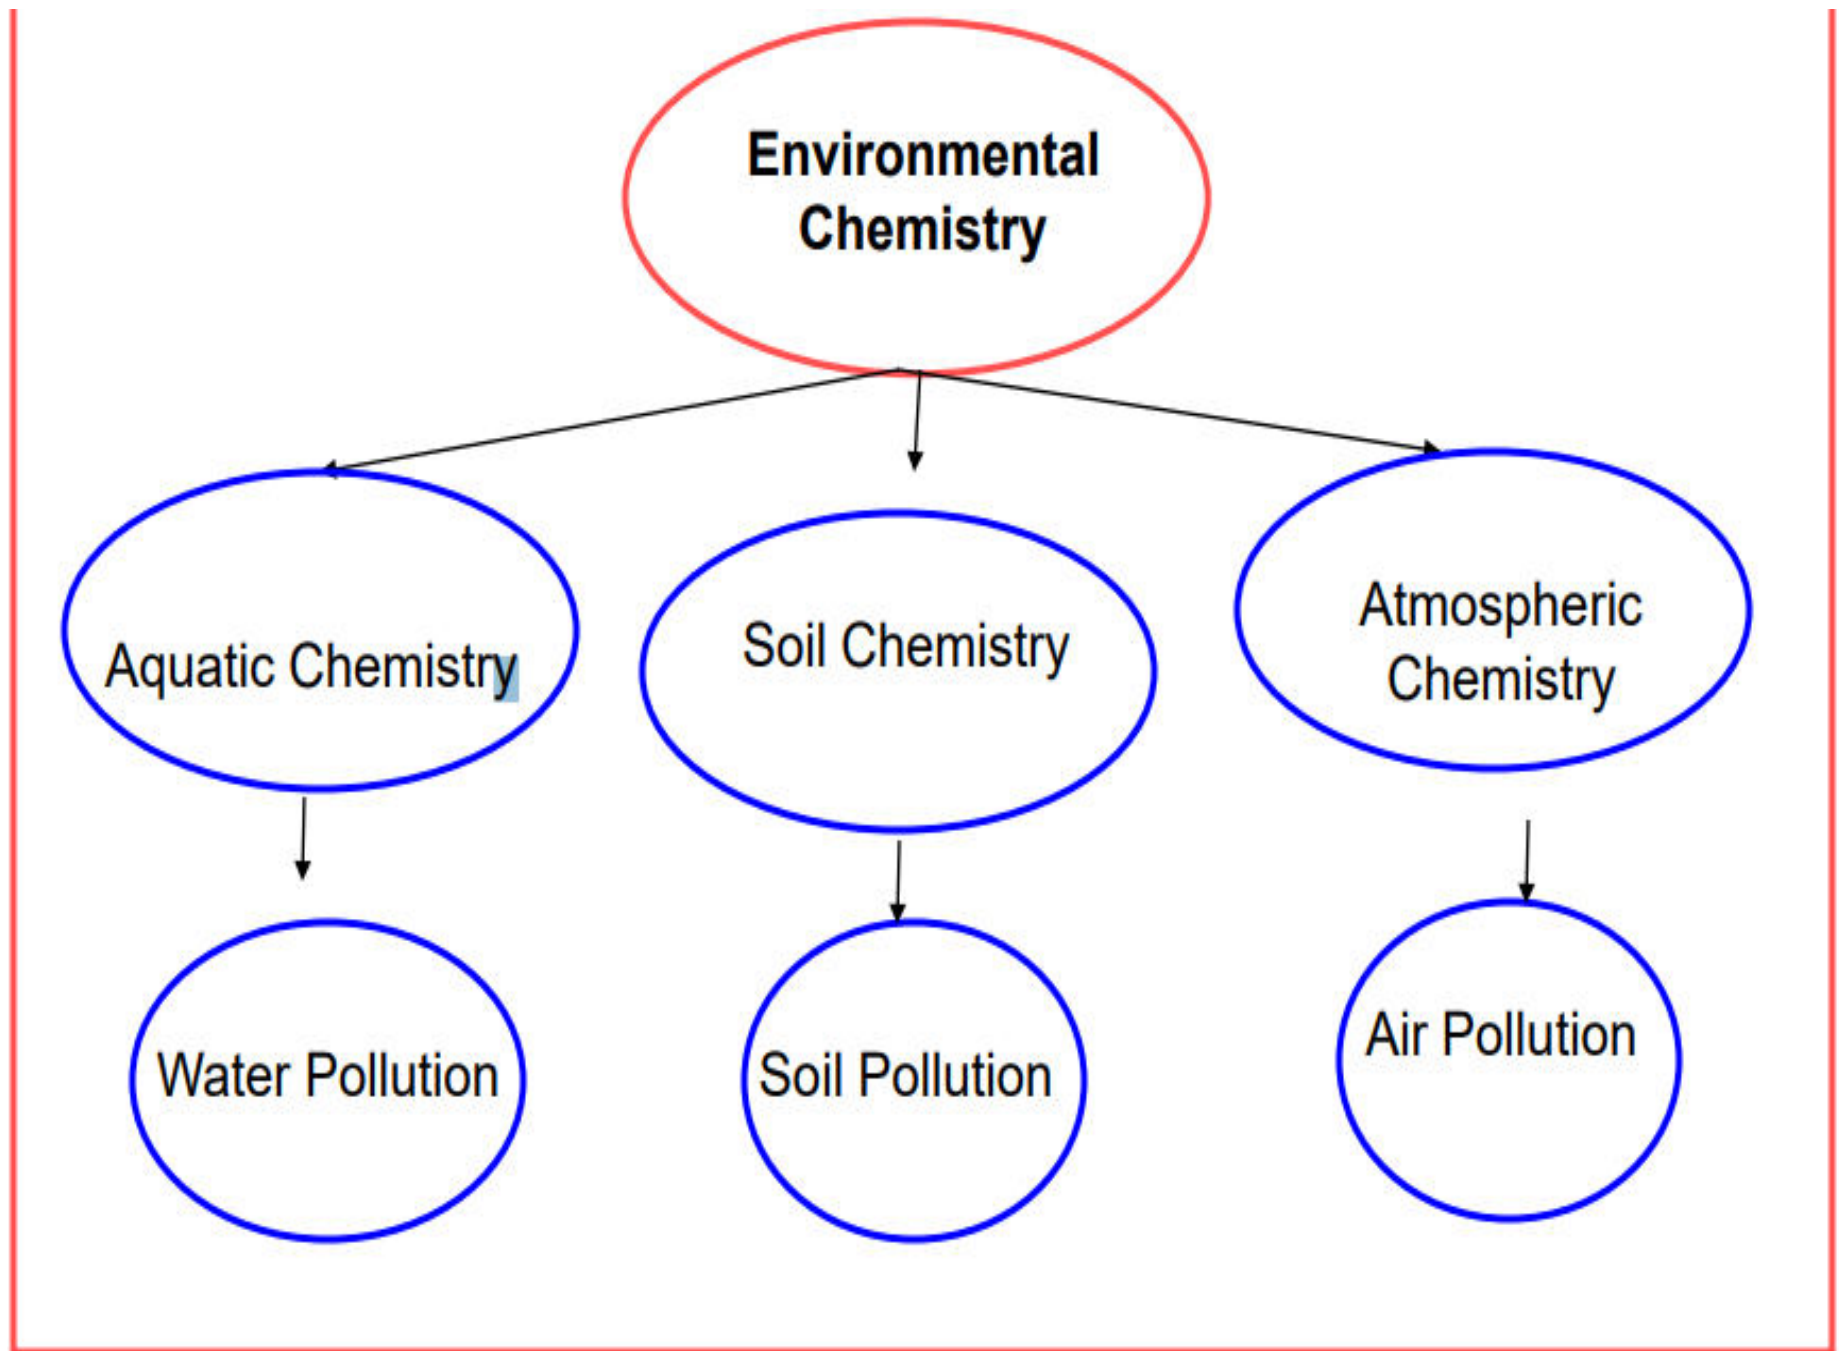 Environmental
Chemistry
Aquatic Chemistry
Soil Chemistry
Atmospheric
Chemistry
Water Pollution
Soil Pollution
Air Pollution